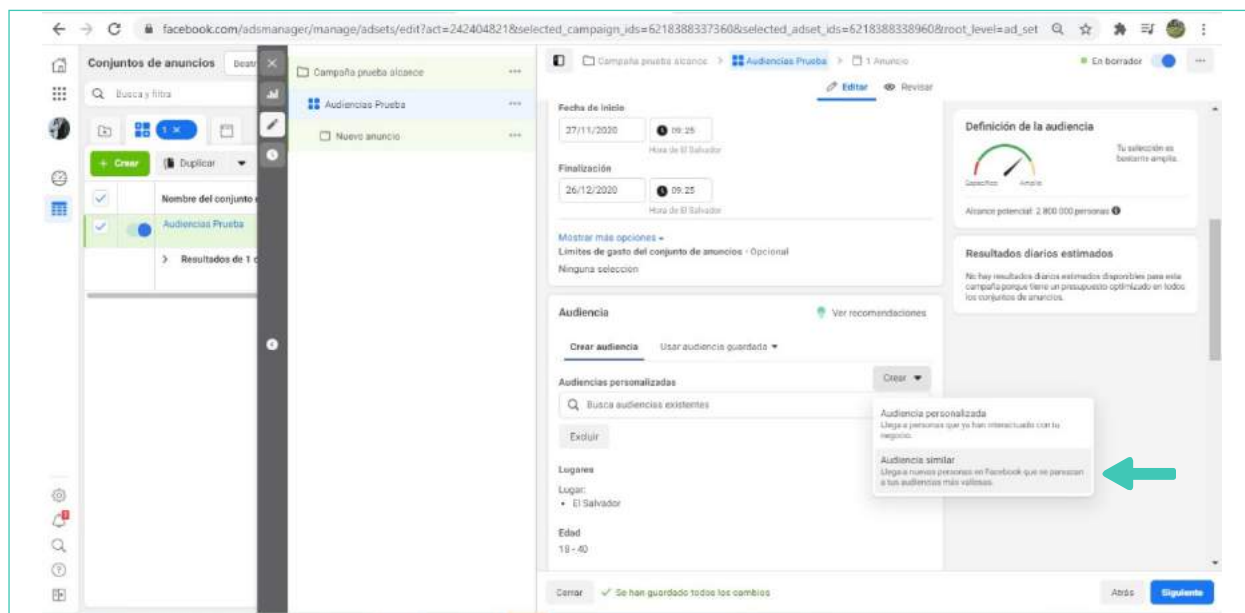 facebook.com/adsmanager/manage/adsets/edit?act=242404821&selected_campaign_ids=6218388337360&selected_adset_ids=6218388338960&root_level=ad_set
Conjuntos de anuncios
Beatr
Busca y filtra
1 ×
+ Crear
Duplicar
Nombre del conjunto
Audiencias Prueba
Resultados de 1 c
Campaña prueba alcance
Audiencias Prueba
Nuevo anuncio
Campaña prueba alcance > Audiencias Prueba > 1 Anuncio
En borrador
Editar
Revisar
Fecha de inicio
27/11/2020
09:25
Hora de El Salvador
Finalización
26/12/2020
09:25
Hora de El Salvador
Mostrar más opciones
Límites de gasto del conjunto de anuncios · Opcional
Ninguna selección
Audiencia
Ver recomendaciones
Crear audiencia
Usar audiencia guardada
Audiencias personalizadas
Crear
Busca audiencias existentes
Excluir
Audiencia personalizada
Llega a personas que ya han interactuado con tu
negocio.
Audiencia similar
Llega a nuevas personas en Facebook que se parezcan
a tus audiencias más valiosas.
Lugares
Lugar:
• El Salvador
Edad
18 - 40
Definición de la audiencia
Tu selección es
bastante amplia.
Específico
Amplio
Alcance potencial: 2 800 000 personas
Resultados diarios estimados
No hay resultados diarios estimados disponibles para esta
campaña porque tiene un presupuesto optimizado en todos
los conjuntos de anuncios.
Cerrar
Se han guardado todos los cambios
Atrás
Siguiente